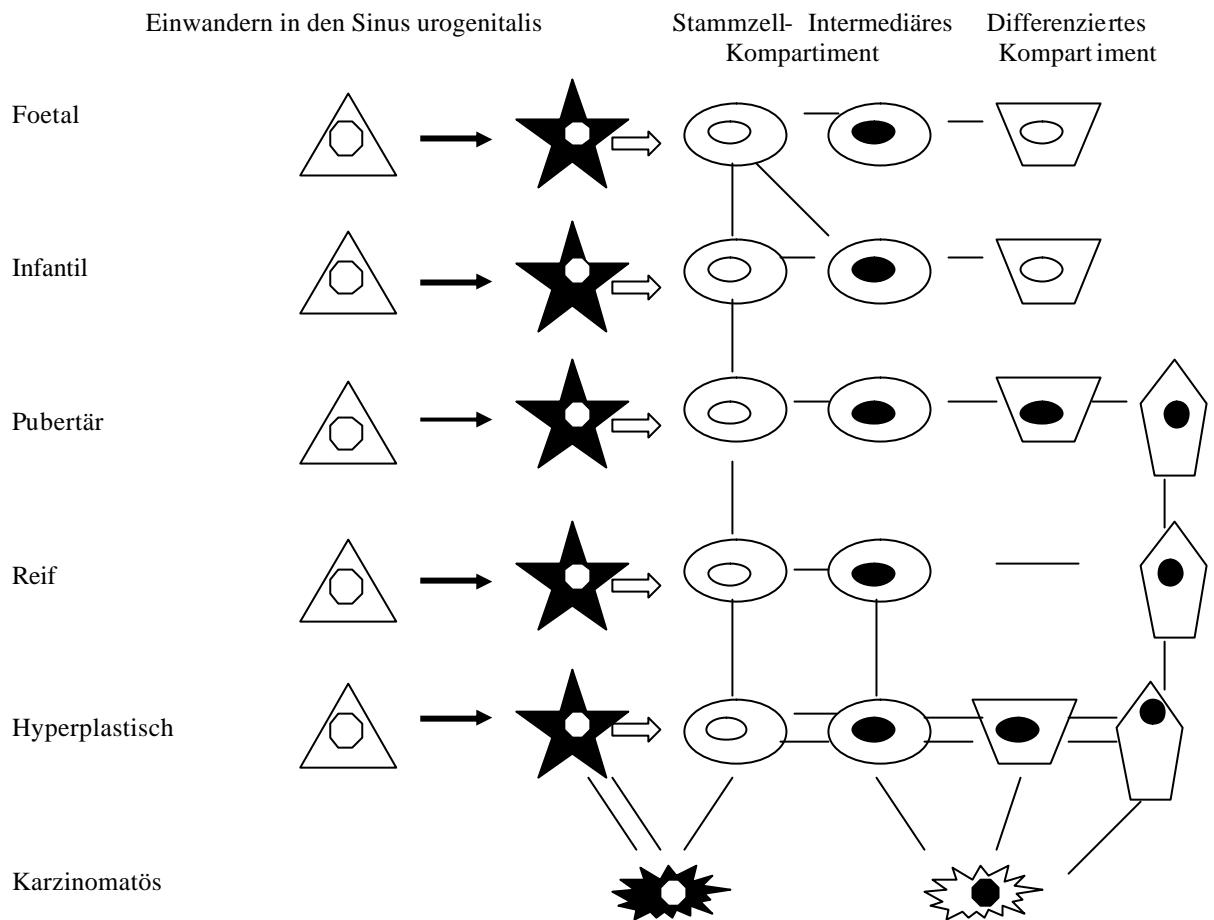 Einwandern in den Sinus urogenitalis
Stammzell- Intermediäres
Kompartiment
Differenziertes
Kompart iment
Foetal
Infantil
Pubertär
Reif
Hyperplastisch
Karzinomatös